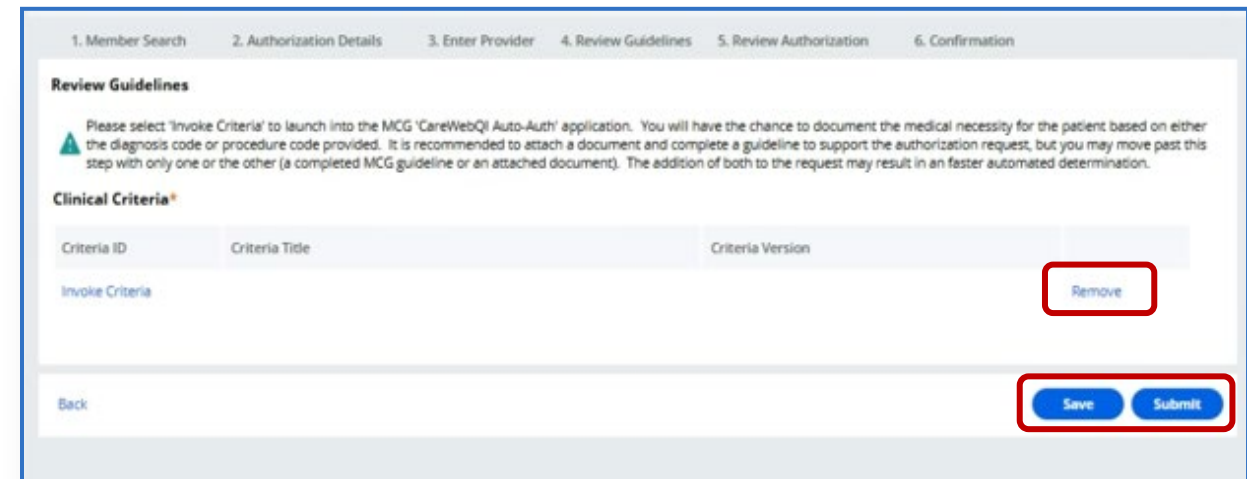 1. Member Search 2. Authorization Details 3. Enter Provider 4. Review Guidelines 5. Review Authorization 6. Confirmation
Review Guidelines
Please select 'Invoke Criteria' to launch into the MCG 'CareWebQI Auto-Auth' application. You will have the chance to document the medical necessity for the patient based on either
the diagnosis code or procedure code provided. It is recommended to attach a document and complete a guideline to support the authorization request, but you may move past this
step with only one or the other (a completed MCG guideline or an attached document). The addition of both to the request may result in an faster automated determination.
Clinical Criteria*
Criteria ID Criteria Title Criteria Version
Invoke Criteria Remove
Back Save Submit